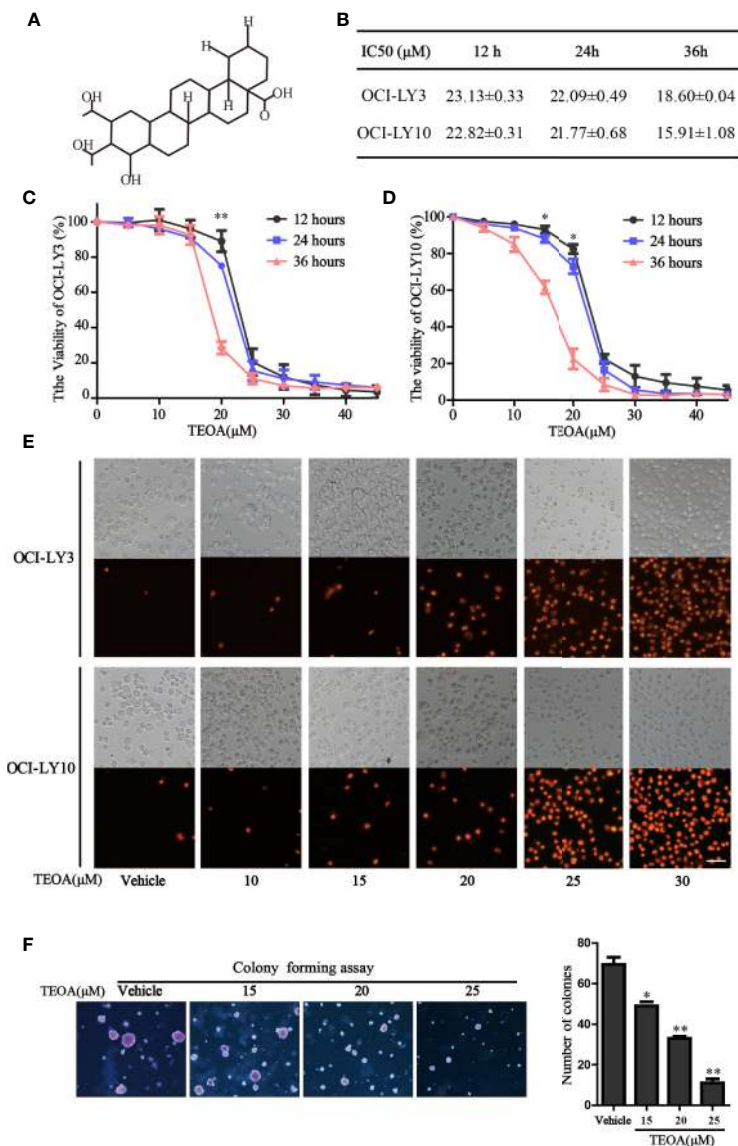 A
H
H
H
H
OH
O
OH
OH
OH
B
IC50 (μM) 12 h 24h 36h
OCI-LY3 23.13±0.33 22.09±0.49 18.60±0.04
OCI-LY10 22.82±0.31 21.77±0.68 15.91±1.08
C
Tthe Viability of OCI-LY3 (%)
100
80
60
40
20
0
**
12 hours
24 hours
36 hours
0 10 20 30 40
TEOA(μM)
D
The viability of OCI-LY10 (%)
100
80
60
40
20
0
*
*
12 hours
24 hours
36 hours
0 10 20 30 40
TEOA(μM)
E
OCI-LY3
OCI-LY10
TEOA(μM) Vehicle 10 15 20 25 30
F
Colony forming assay
TEOA(μM) Vehicle 15 20 25
Number of colomes
80
60
40
20
0
*
**
**
Vehicle 15 20 25
TEOA(μM)